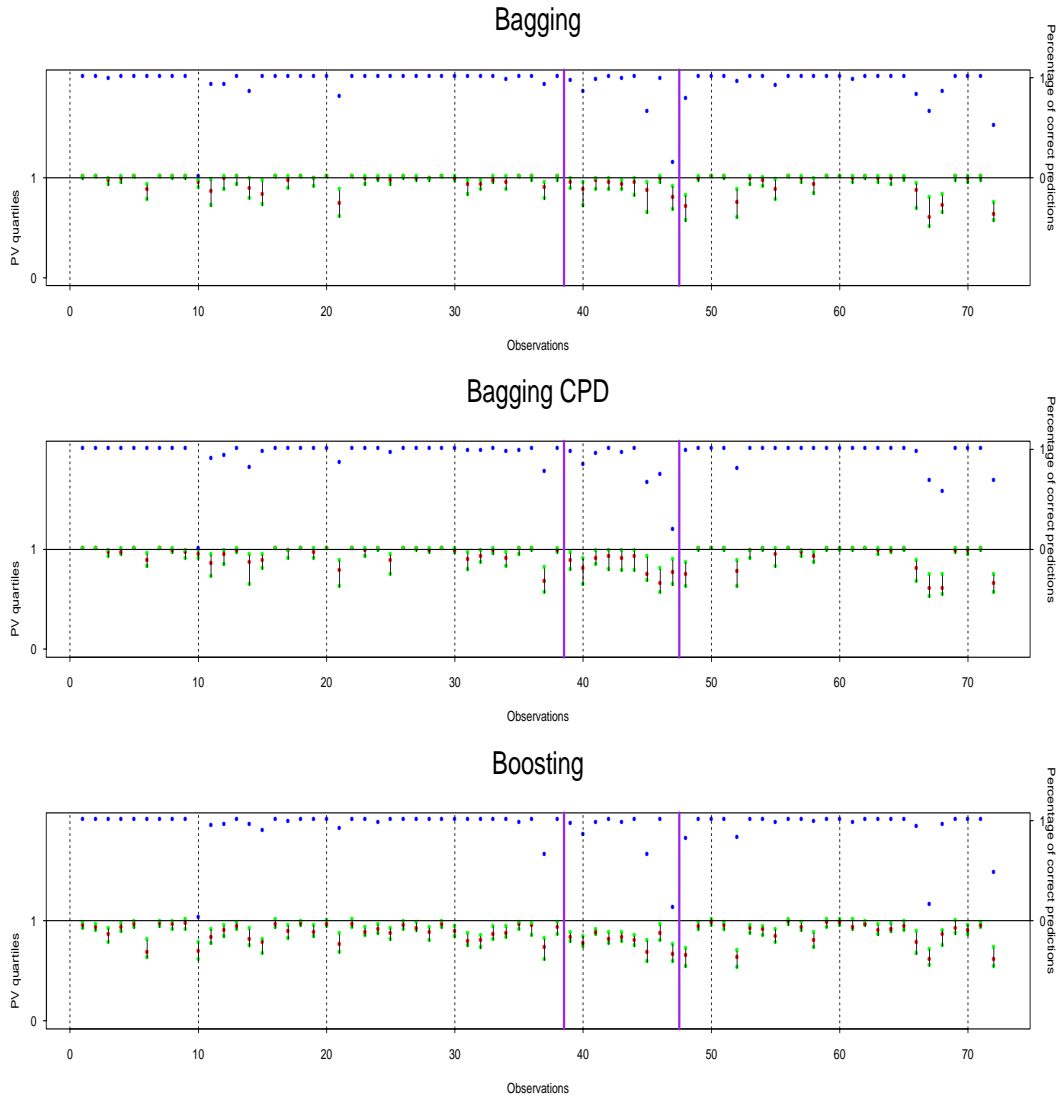 Bagging
PV quartiles
1
0
1
0
Percentage of correct predictions
0 10 20 30 40 50 60 70
Observations
Bagging CPD
PV quartiles
1
0
1
0
Percentage of correct predictions
0 10 20 30 40 50 60 70
Observations
Boosting
PV quartiles
1
0
1
0
Percentage of correct predictions
0 10 20 30 40 50 60 70
Observations